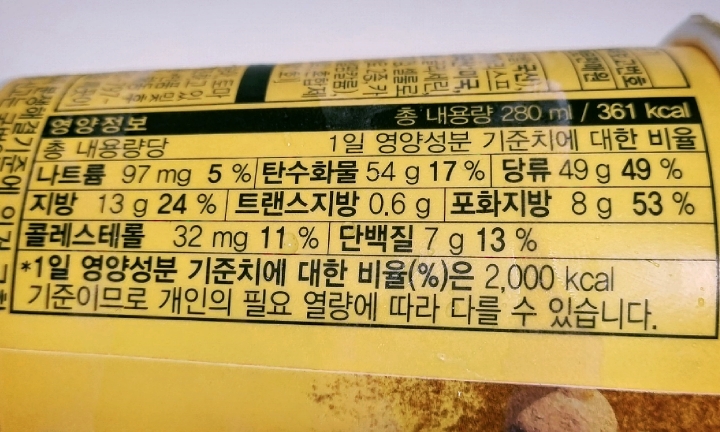 영양정보 총 내용량 280 ml / 361 kcal
총 내용량당 1일 영양성분 기준치에 대한 비율
나트륨 97 mg 5 % 탄수화물 54 g 17 % 당류 49 g 49 %
지방 13 g 24 % 트랜스지방 0.6 g 포화지방 8 g 53 %
콜레스테롤 32 mg 11 % 단백질 7 g 13 %
*1일 영양성분 기준치에 대한 비율(%)은 2,000 kcal
기준이므로 개인의 필요 열량에 따라 다를 수 있습니다.